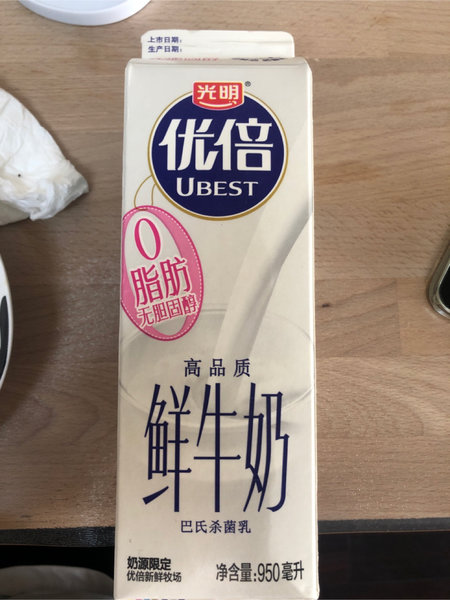 上市日期:
生产日期:
光明®
优倍
UBEST
0
脂肪
无胆固醇
高品质
鲜牛奶
巴氏杀菌乳
奶源限定
优倍新鲜牧场
净含量:950毫升